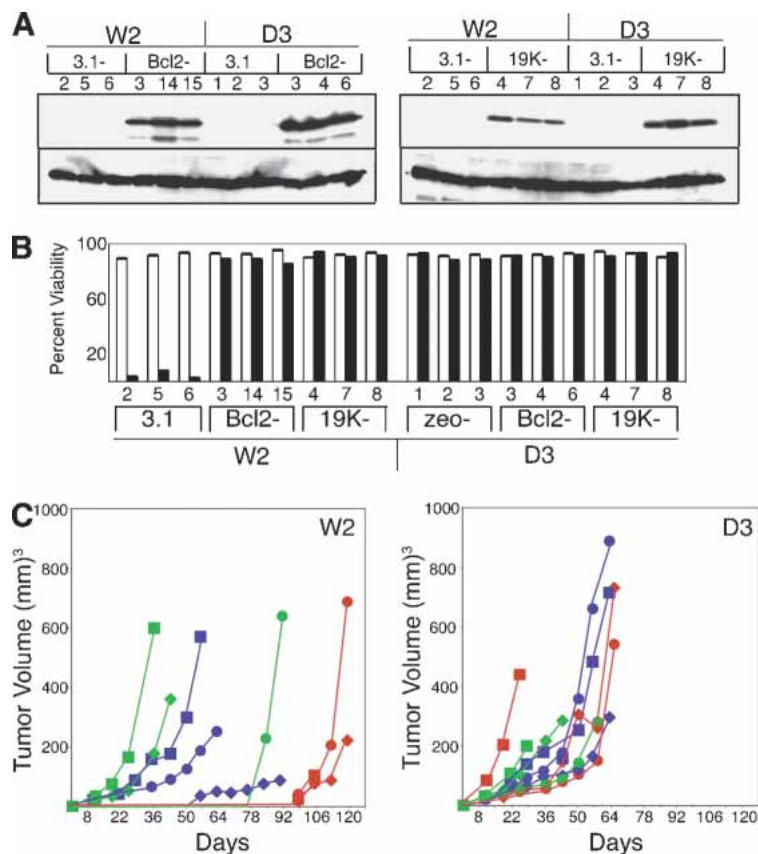 A
W2 D3
3.1- Bcl2- 3.1 Bcl2-
2 5 6 3 14 15 1 2 3 3 4 6
W2 D3
3.1- 19K- 3.1- 19K-
2 5 6 4 7 8 1 2 3 4 7 8
B
Percent Viability
100
60
20
2 5 6 3 14 15 4 7 8 1 2 3 3 4 6 4 7 8
3.1 Bcl2- 19K- zeo- Bcl2- 19K-
W2 D3
C
W2
Tumor Volume (mm)³
1000
800
600
400
200
8 22 36 50 64 78 92 106 120
Days
D3
Tumor Volume (mm)³
1000
800
600
400
200
8 22 36 50 64 78 92 106 120
Days